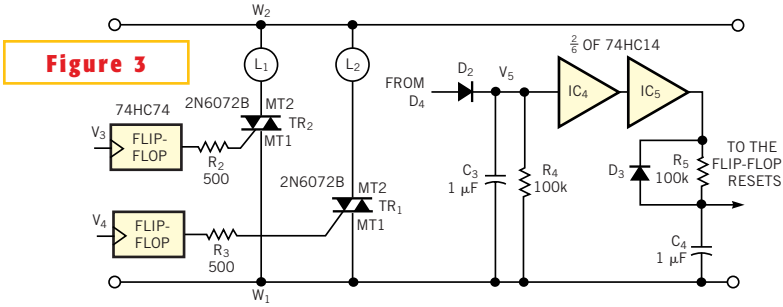 W2
Figure 3
L1
L2
2/6 OF 74HC14
FROM
D4
D2
V5
IC4
IC5
74HC74
2N6072B
MT2
TR2
MT1
V3
FLIP-
FLOP
R2
500
C3
1 µF
R4
100k
D3
R5
100k
TO THE
FLIP-FLOP
RESETS
2N6072B
MT2
TR1
MT1
V4
FLIP-
FLOP
R3
500
C4
1 µF
W1